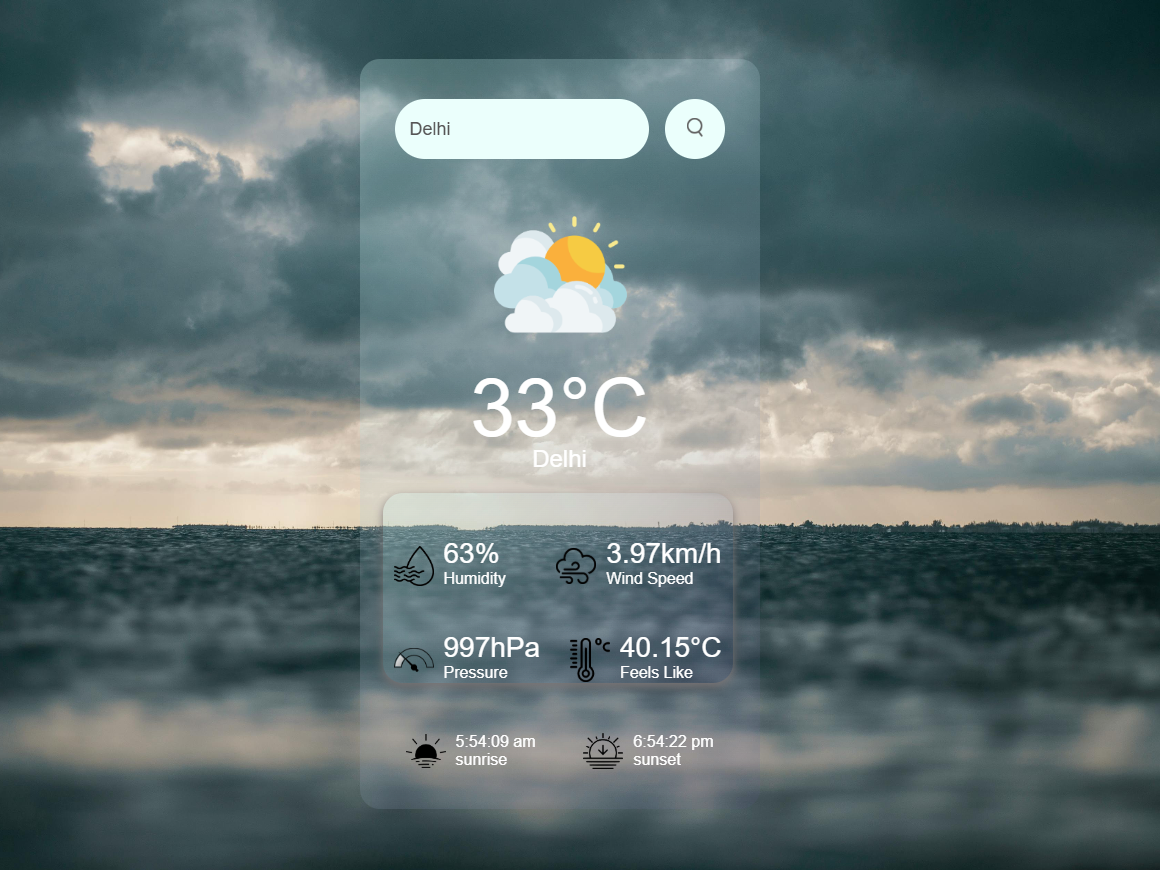 Delhi
33°C
Delhi
63%
Humidity
3.97km/h
Wind Speed
997hPa
Pressure
°c
40.15°C
Feels Like
5:54:09 am
sunrise
6:54:22 pm
sunset